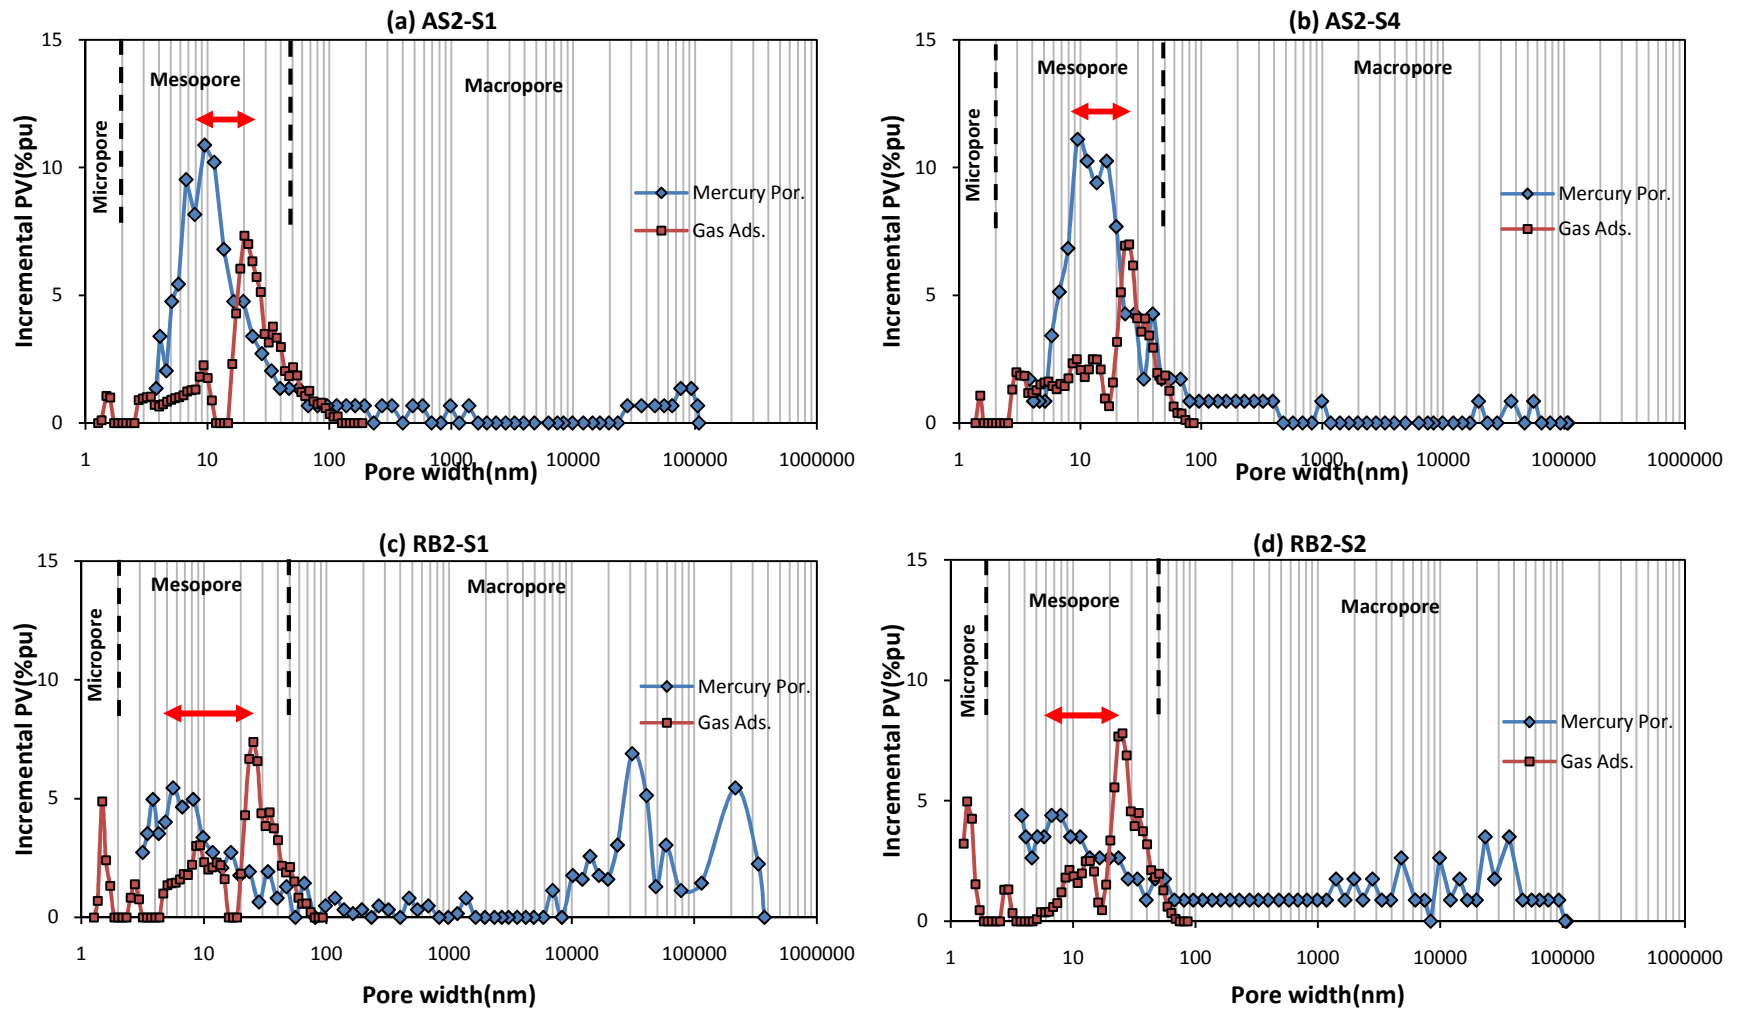 (a) AS2-S1
15
10
5
0
Incremental PV(%pu)
Micropore
Mesopore
Macropore
Mercury Por.
Gas Ads.
1 10 100 1000 10000 100000 1000000
Pore width(nm)
(b) AS2-S4
15
10
5
0
Incremental PV(%pu)
Micropore
Mesopore
Macropore
Mercury Por.
Gas Ads.
1 10 100 1000 10000 100000 1000000
Pore width(nm)
(c) RB2-S1
15
10
5
0
Incremental PV(%pu)
Micropore
Mesopore
Macropore
Mercury Por.
Gas Ads.
1 10 100 1000 10000 100000 1000000
Pore width(nm)
(d) RB2-S2
15
10
5
0
Incremental PV(%pu)
Micropore
Mesopore
Macropore
Mercury Por.
Gas Ads.
1 10 100 1000 10000 100000 1000000
Pore width(nm)